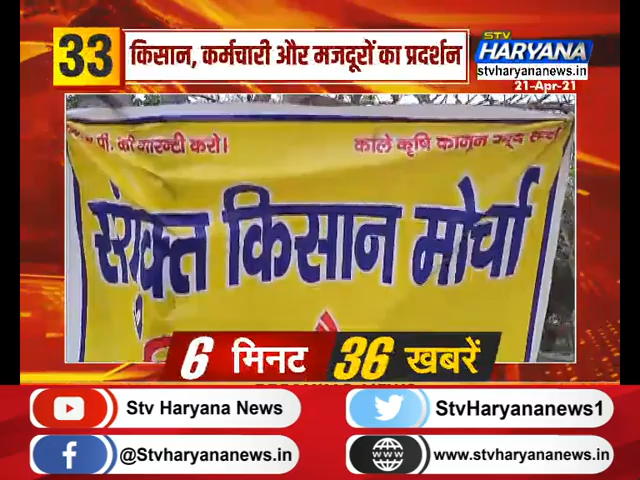 33
किसान, कर्मचारी और मजदूरों का प्रदर्शन
STV
HARYANA
stvharyananews.in
21-Apr-21
पी. की गारन्टी करो।
काले कृषि कानून रद्द करो
संयुक्त किसान मोर्चा
6 मिनट 36 खबरें
Stv Haryana News
StvHaryananews1
@Stvharyananews.in
www.stvharyananews.in